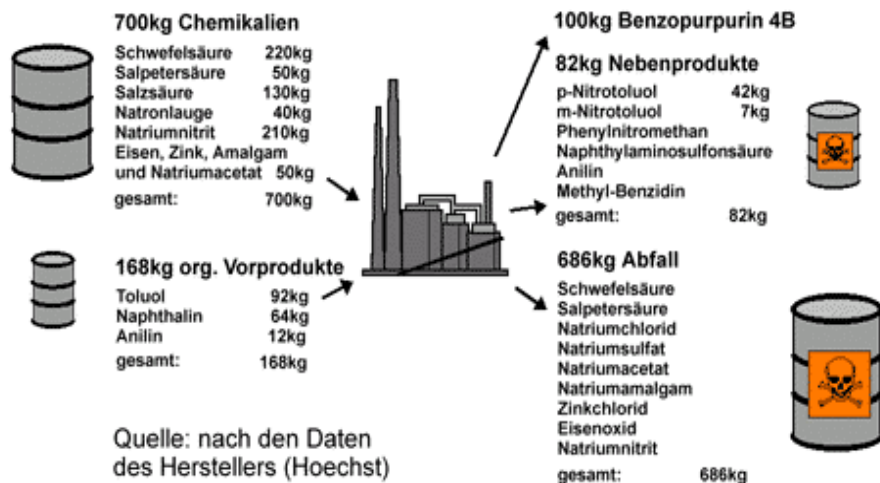 700kg Chemikalien
Schwefelsäure 220kg
Salpetersäure 50kg
Salzsäure 130kg
Natronlauge 40kg
Natriumnitrit 210kg
Eisen, Zink, Amalgam
und Natriumacetat 50kg
gesamt: 700kg
168kg org. Vorprodukte
Toluol 92kg
Naphthalin 64kg
Anilin 12kg
gesamt: 168kg
Quelle: nach den Daten
des Herstellers (Hoechst)
100kg Benzopurpurin 4B
82kg Nebenprodukte
p-Nitrotoluol 42kg
m-Nitrotoluol 7kg
Phenylnitromethan
Naphthylaminosulfonsäure
Anilin
Methyl-Benzidin
gesamt: 82kg
686kg Abfall
Schwefelsäure
Salpetersäure
Natriumchlorid
Natriumsulfat
Natriumacetat
Natriumamalgam
Zinkchlorid
Eisenoxid
Natriumnitrit
gesamt: 686kg